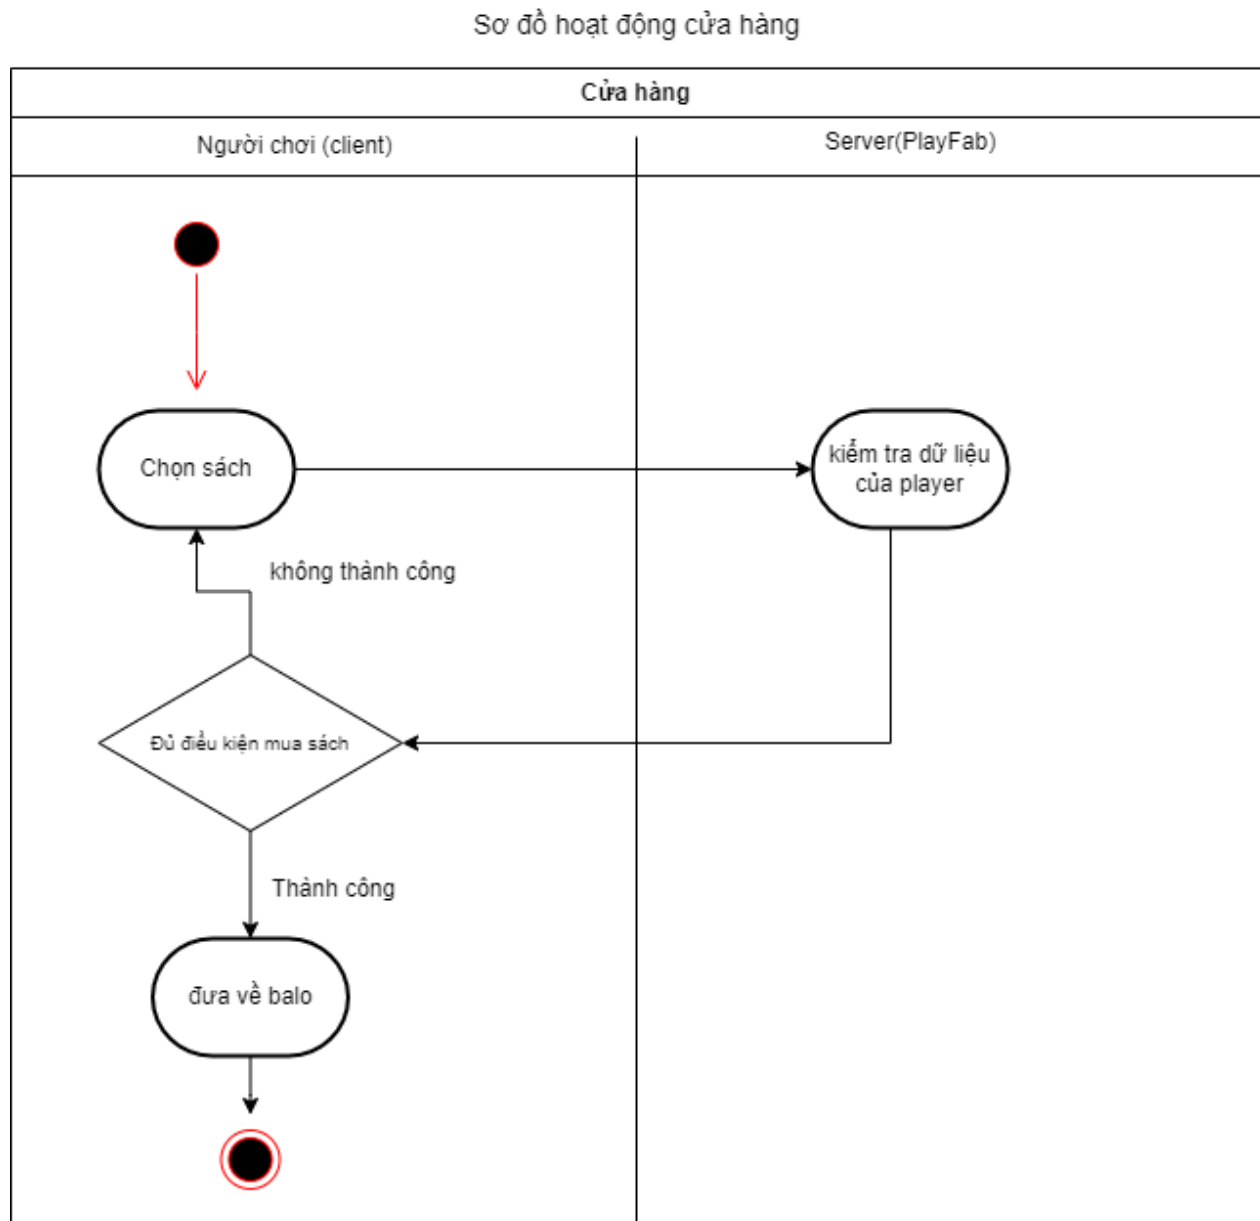 Sơ đồ hoạt động cửa hàng
Cửa hàng
Người chơi (client)
Server(PlayFab)
Chọn sách
kiểm tra dữ liệu
của player
không thành công
Đủ điều kiện mua sách
Thành công
đưa về balo